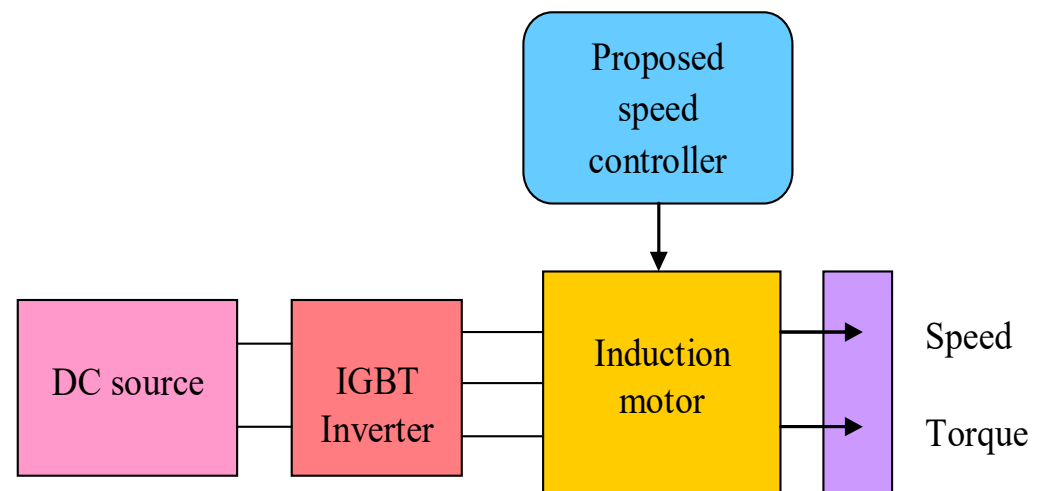 Proposed
speed
controller
DC source
IGBT
Inverter
Induction
motor
Speed
Torque